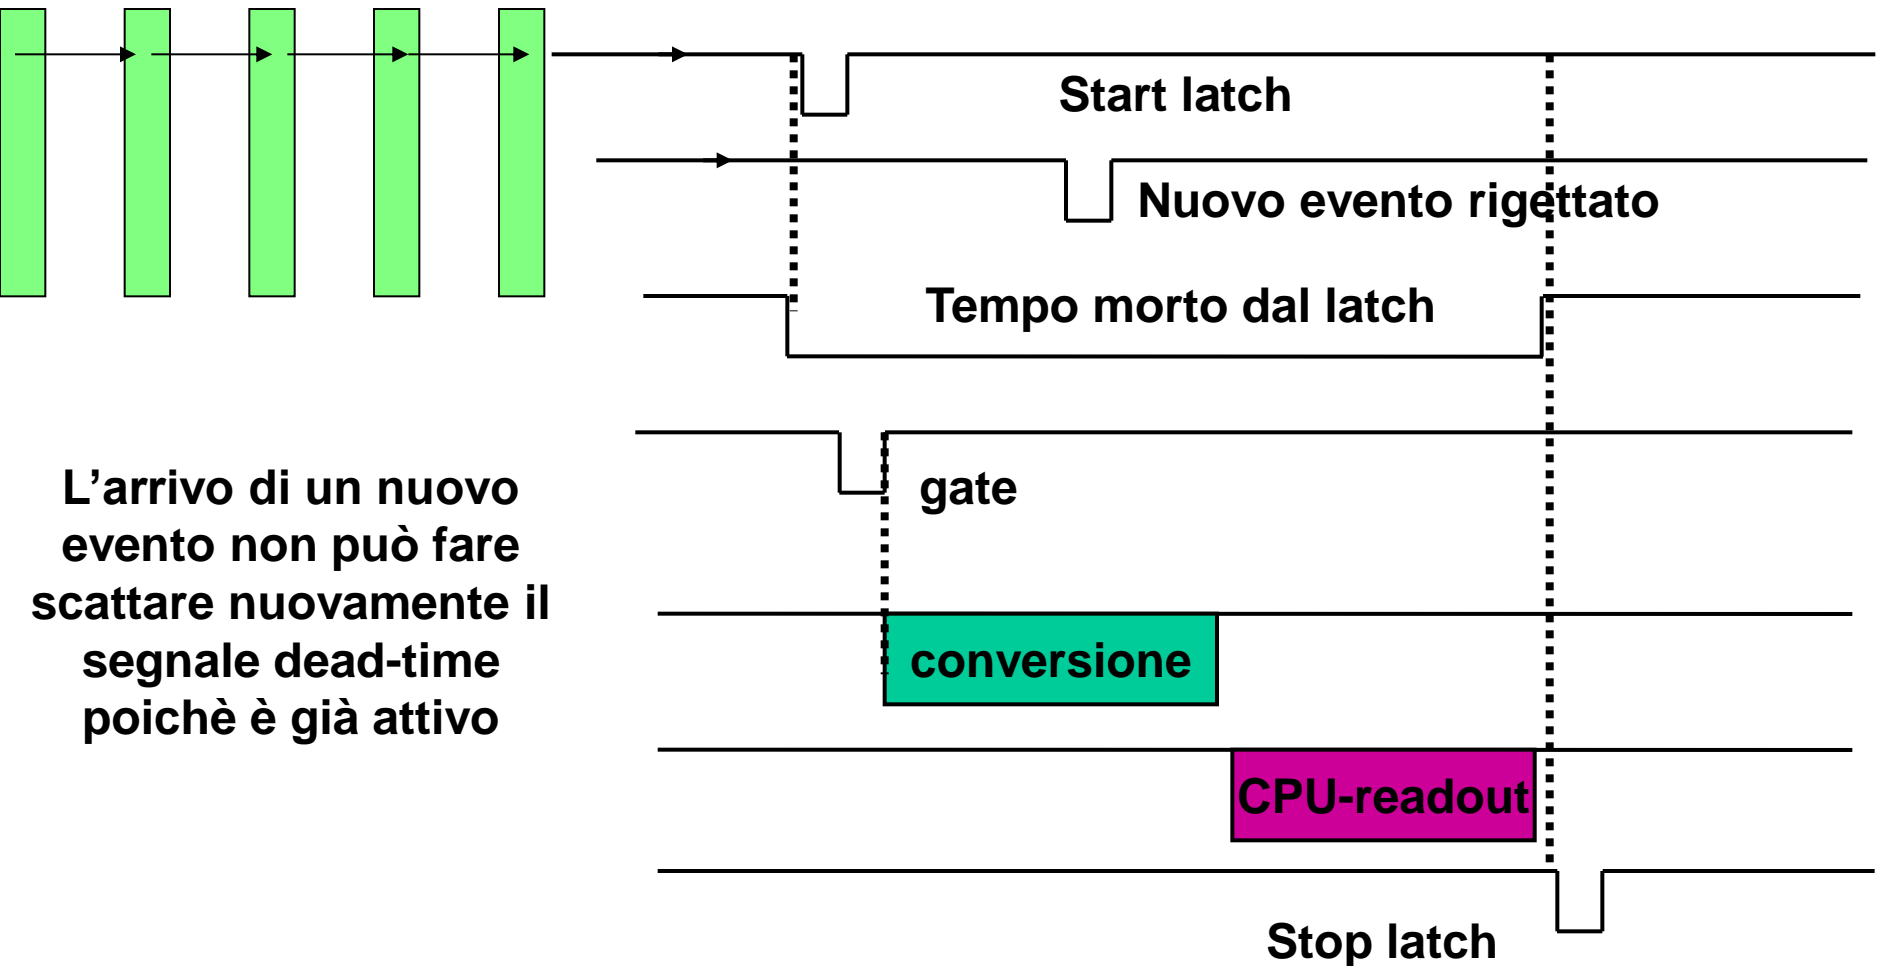 Start latch
Nuovo evento rigettato
Tempo morto dal latch
L’arrivo di un nuovo
evento non può fare
scattare nuovamente il
segnale dead-time
poichè è già attivo
gate
conversione
CPU-readout
Stop latch